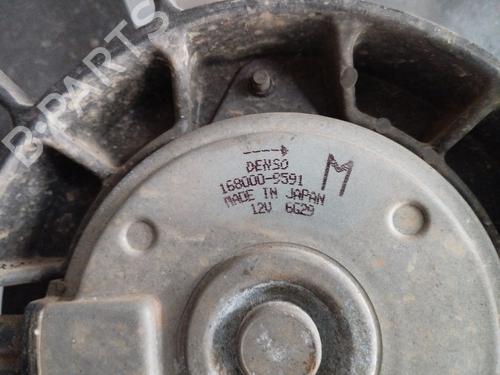 B-PARTS
DENSO
168000-9591
MADE IN JAPAN
12V 6G29
M